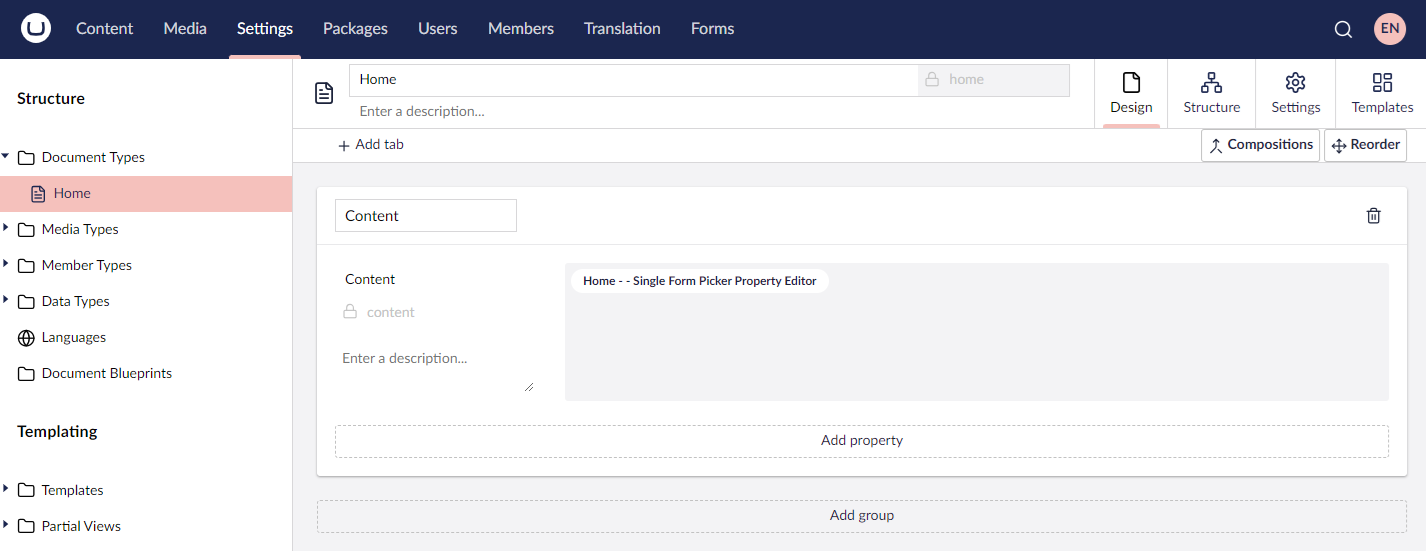 Content Media Settings Packages Users Members Translation Forms EN
Structure
Document Types
Home
Media Types
Member Types
Data Types
Languages
Document Blueprints
Templating
Templates
Partial Views
Home home
Enter a description...
Design Structure Settings Templates
+ Add tab Compositions Reorder
Content
Content
content
Enter a description...
Home - - Single Form Picker Property Editor
Add property
Add group